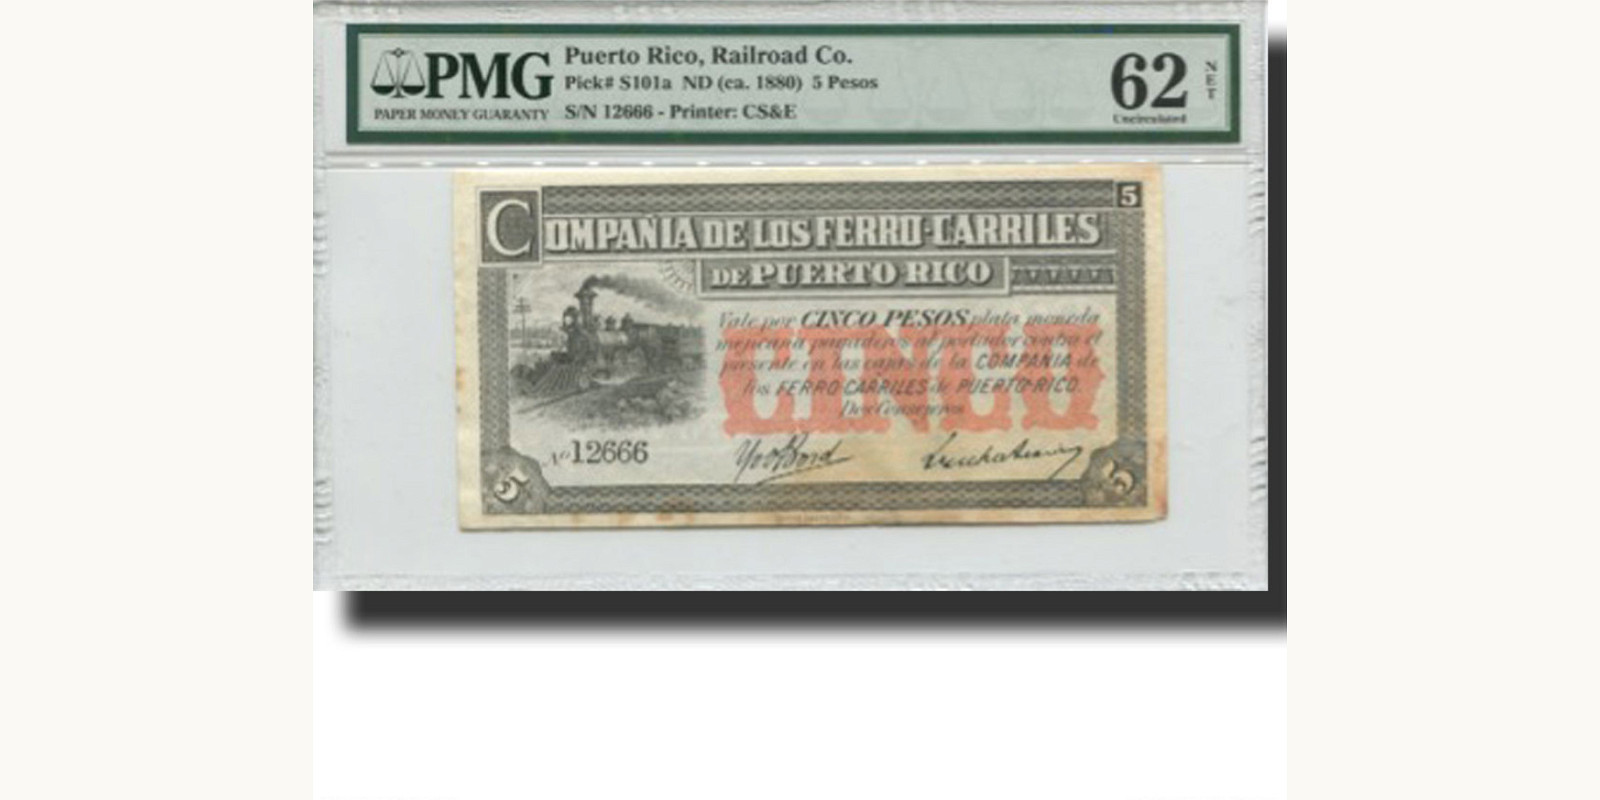 PMG
PAPER MONEY GUARANTY
Puerto Rico, Railroad Co.
Pick# S101a ND (ca. 1880) 5 Pesos
S/N 12666 - Printer: CS&E
62
NET
Uncirculated
5
COMPAÑIA DE LOS FERRO-CARRILES
DE PUERTO-RICO
Vale por CINCO PESOS plata moneda
mejicana pagaderos al portador contra el
presente en las cajas de la COMPAÑIA de
los FERRO-CARRILES de PUERTO-RICO.
Dos Consejeros
CINCO
No 12666
5
5